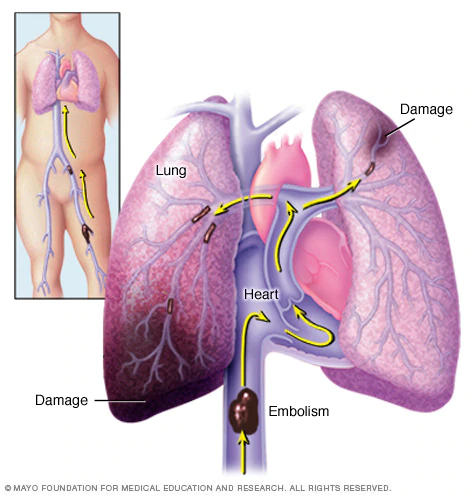 Damage
Lung
Heart
Damage
Embolism
© MAYO FOUNDATION FOR MEDICAL EDUCATION AND RESEARCH. ALL RIGHTS RESERVED.